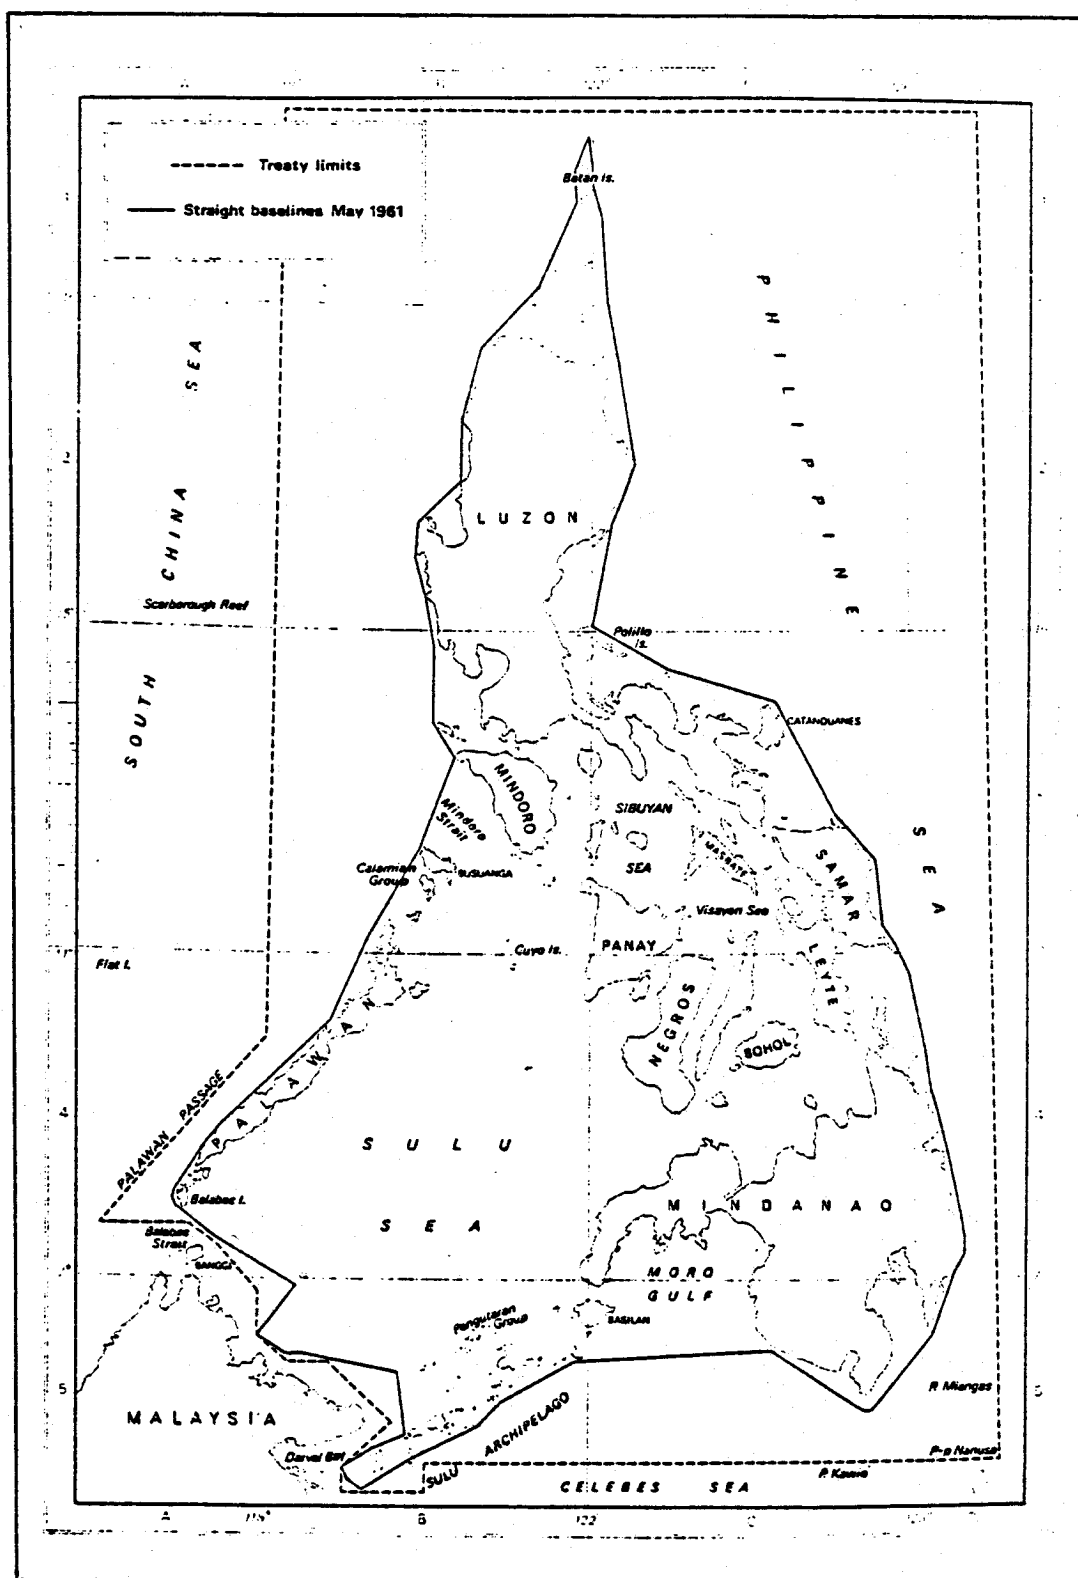 Treaty limits
Straight baselines May 1961
Batan Is.
PHILIPPINE
SEA
SOUTH CHINA SEA
LUZON
Scarborough Reef
Polillo
Is.
CATANDUANES
MINDORO
Mindoro
Strait
SIBUYAN
SEA
MASBATE
SAMAR
Calamian
Group
BUSUANGA
Visayan Sea
Cuyo Is.
PANAY
LEYTE
Flat I.
NEGROS
BOHOL
PALAWAN
PALAWAN PASSAGE
SULU
SEA
Balabac I.
MINDANAO
Balabac
Strait
BANGGI
MORO
GULF
Pangutaran
Group
BASILAN
P. Miangas
MALAYSIA
SULU ARCHIPELAGO
Darvel Bay
P-p Nanusa
P. Kawio
CELEBES SEA
122